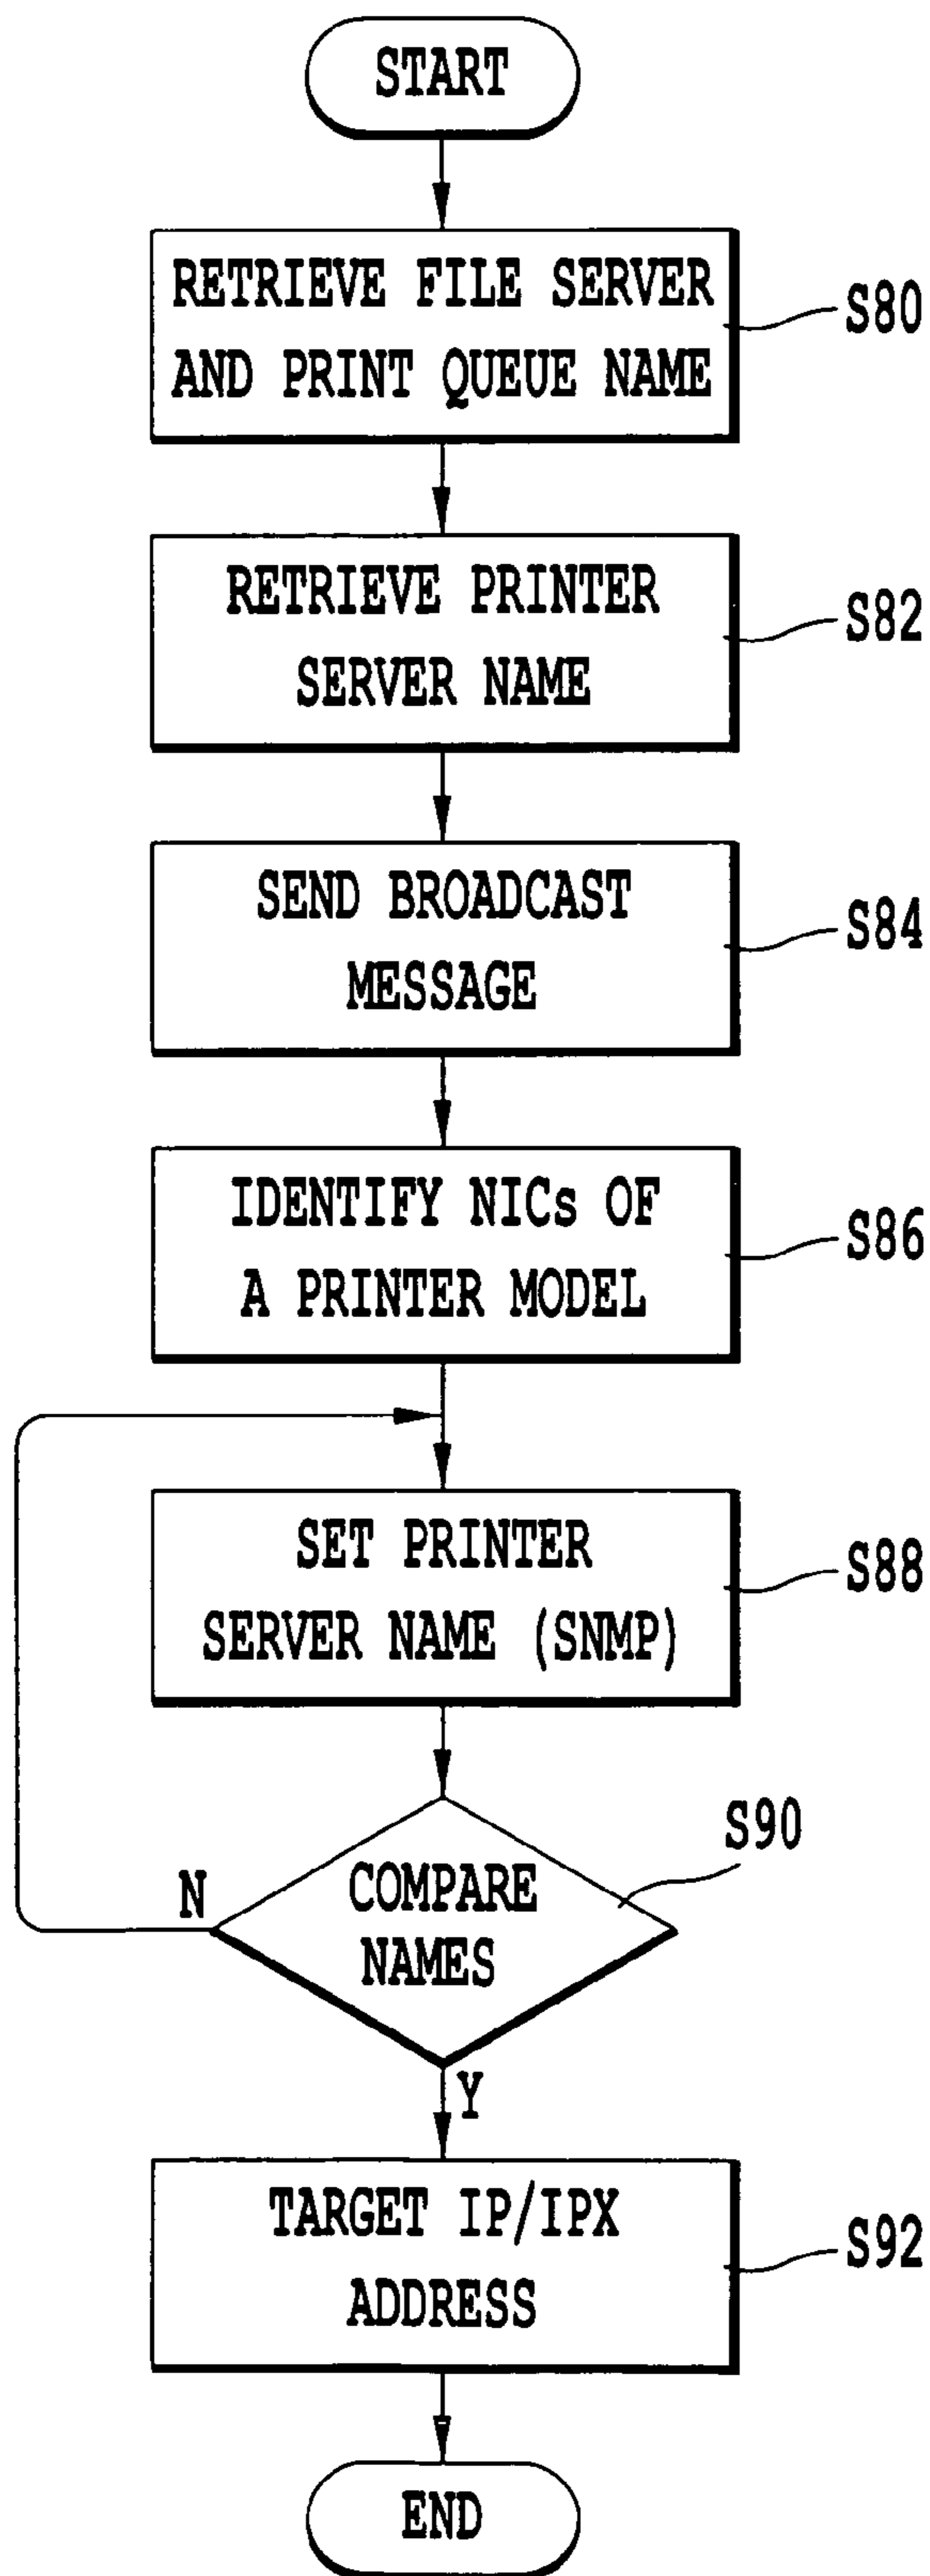 START
RETRIEVE FILE SERVER
AND PRINT QUEUE NAME
S80
RETRIEVE PRINTER
SERVER NAME
S82
SEND BROADCAST
MESSAGE
S84
IDENTIFY NICs OF
A PRINTER MODEL
S86
SET PRINTER
SERVER NAME (SNMP)
S88
S90
COMPARE
NAMES
N
Y
TARGET IP/IPX
ADDRESS
S92
END